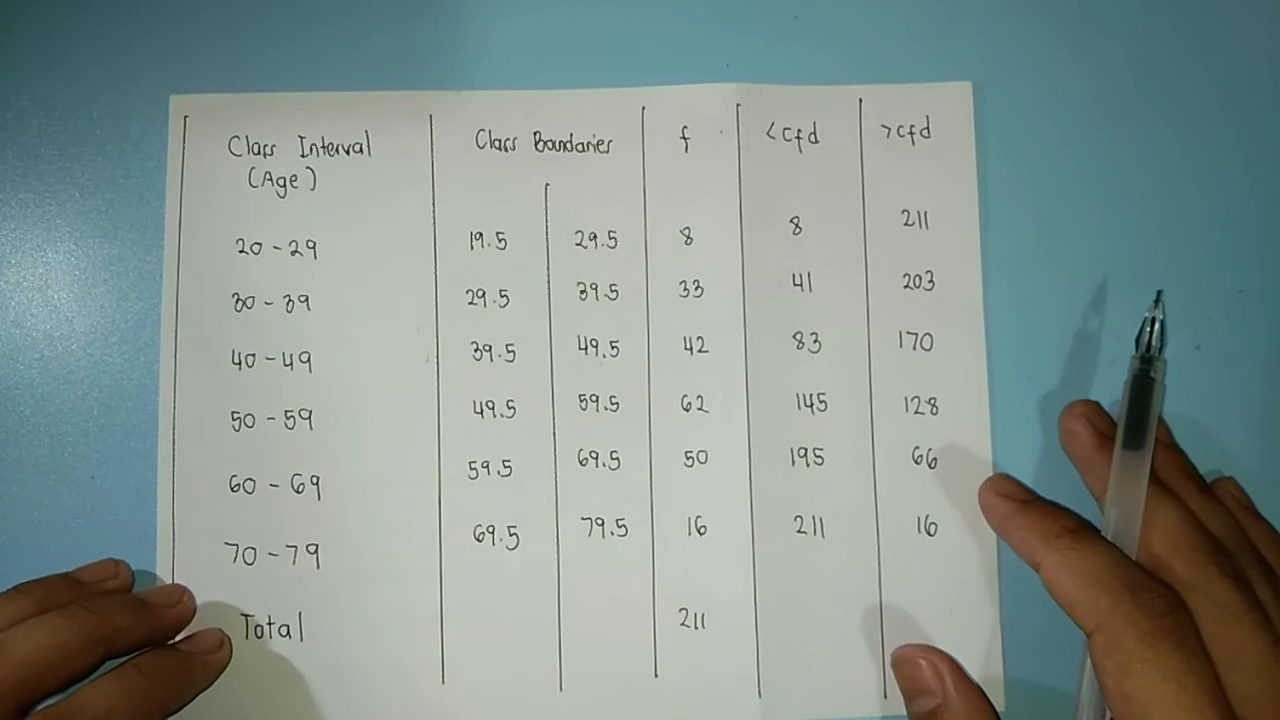 Class Interval (Age) Class Boundaries f <cfd >cfd
20 - 29 19.5 29.5 8 8 211
30 - 39 29.5 39.5 33 41 203
40 - 49 39.5 49.5 42 83 170
50 - 59 49.5 59.5 62 145 128
60 - 69 59.5 69.5 50 195 66
70 - 79 69.5 79.5 16 211 16
Total 211